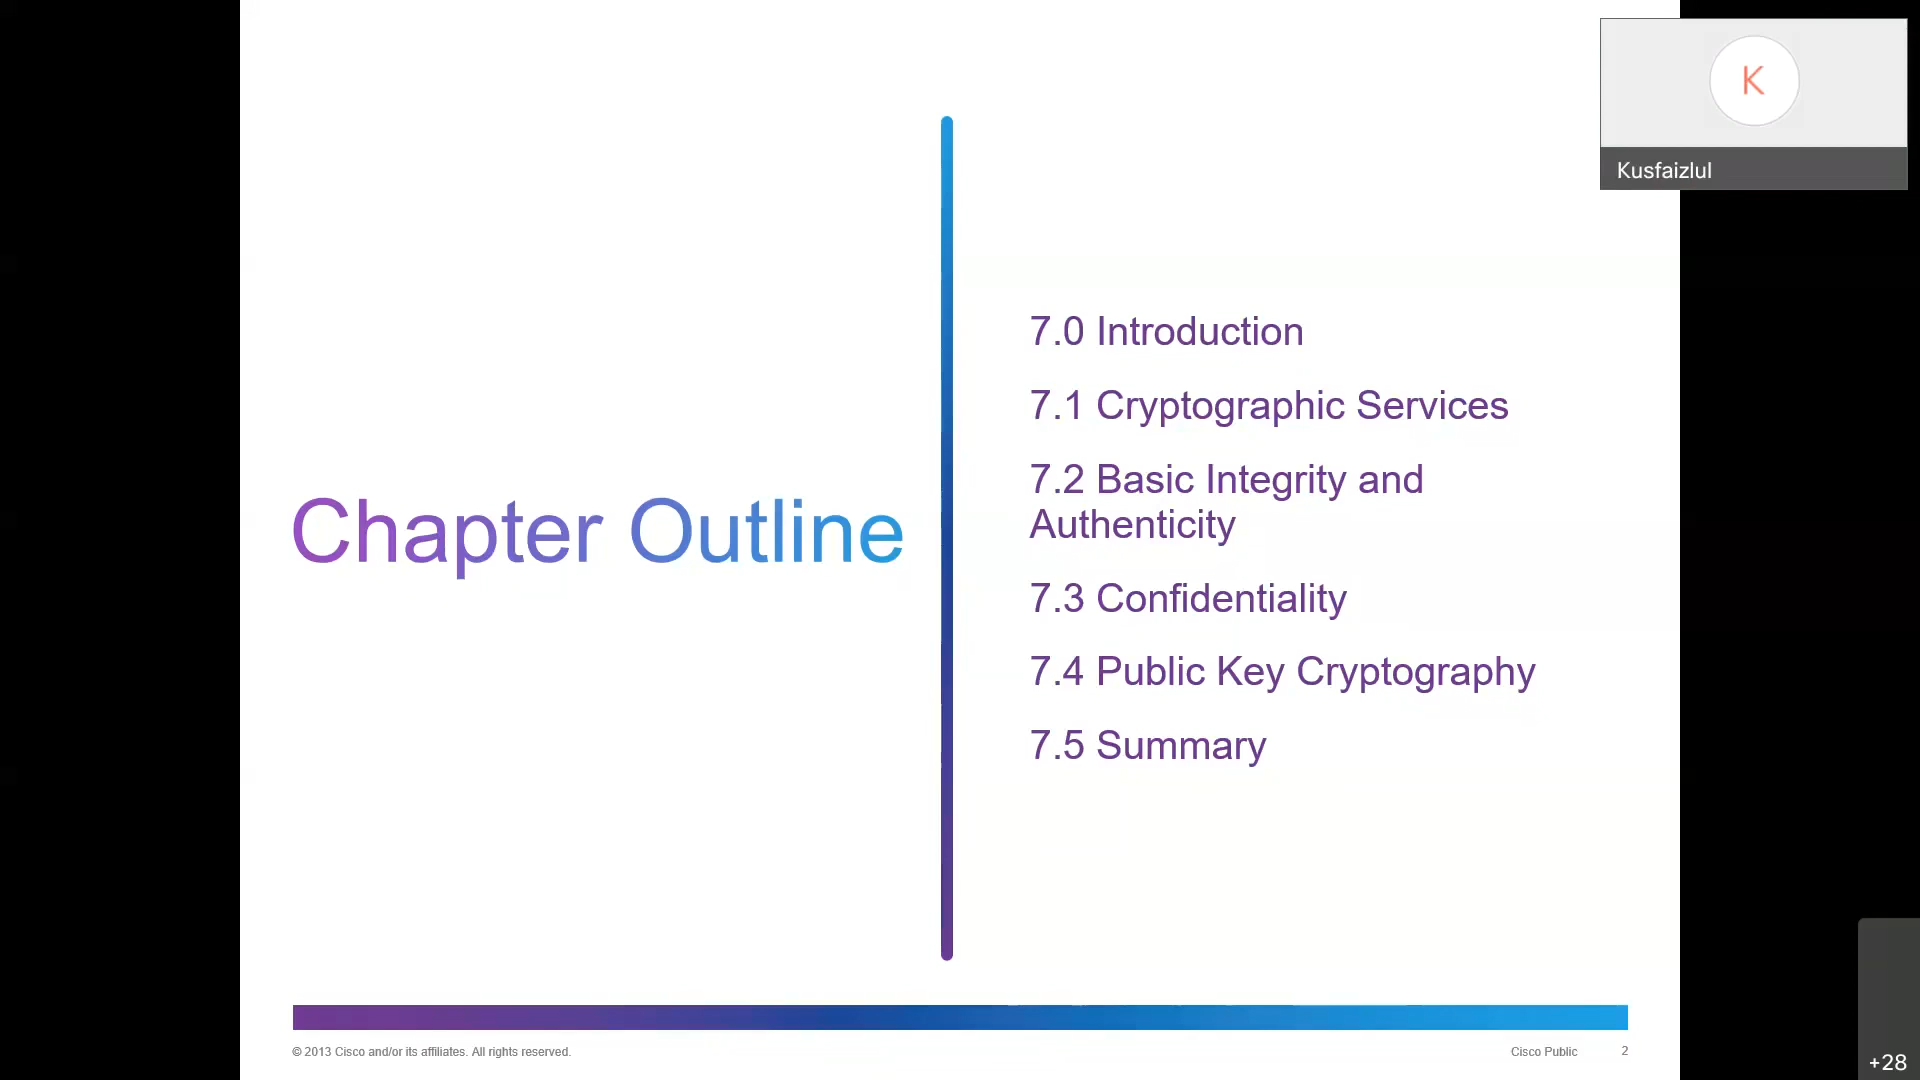 K
Kusfaizlul
Chapter Outline
7.0 Introduction
7.1 Cryptographic Services
7.2 Basic Integrity and
Authenticity
7.3 Confidentiality
7.4 Public Key Cryptography
7.5 Summary
© 2013 Cisco and/or its affiliates. All rights reserved.
Cisco Public
2
+28